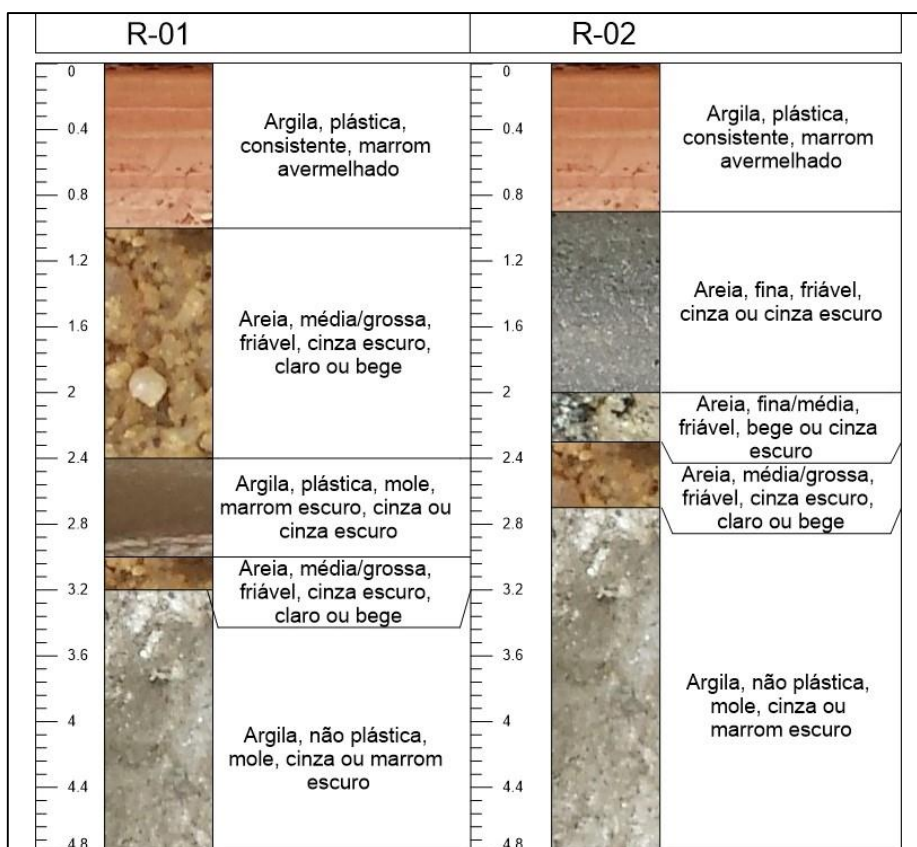 R-01
R-02
0
0.4
0.8
1.2
1.6
2
2.4
2.8
3.2
3.6
4
4.4
4.8
Argila, plástica,
consistente, marrom
avermelhado
Areia, média/grossa,
friável, cinza escuro,
claro ou bege
Argila, plástica, mole,
marrom escuro, cinza ou
cinza escuro
Areia, média/grossa,
friável, cinza escuro,
claro ou bege
Argila, não plástica,
mole, cinza ou marrom
escuro
0
0.4
0.8
1.2
1.6
2
2.4
2.8
3.2
3.6
4
4.4
4.8
Argila, plástica,
consistente, marrom
avermelhado
Areia, fina, friável,
cinza ou cinza escuro
Areia, fina/média,
friável, bege ou cinza
escuro
Areia, média/grossa,
friável, cinza escuro,
claro ou bege
Argila, não plástica,
mole, cinza ou
marrom escuro